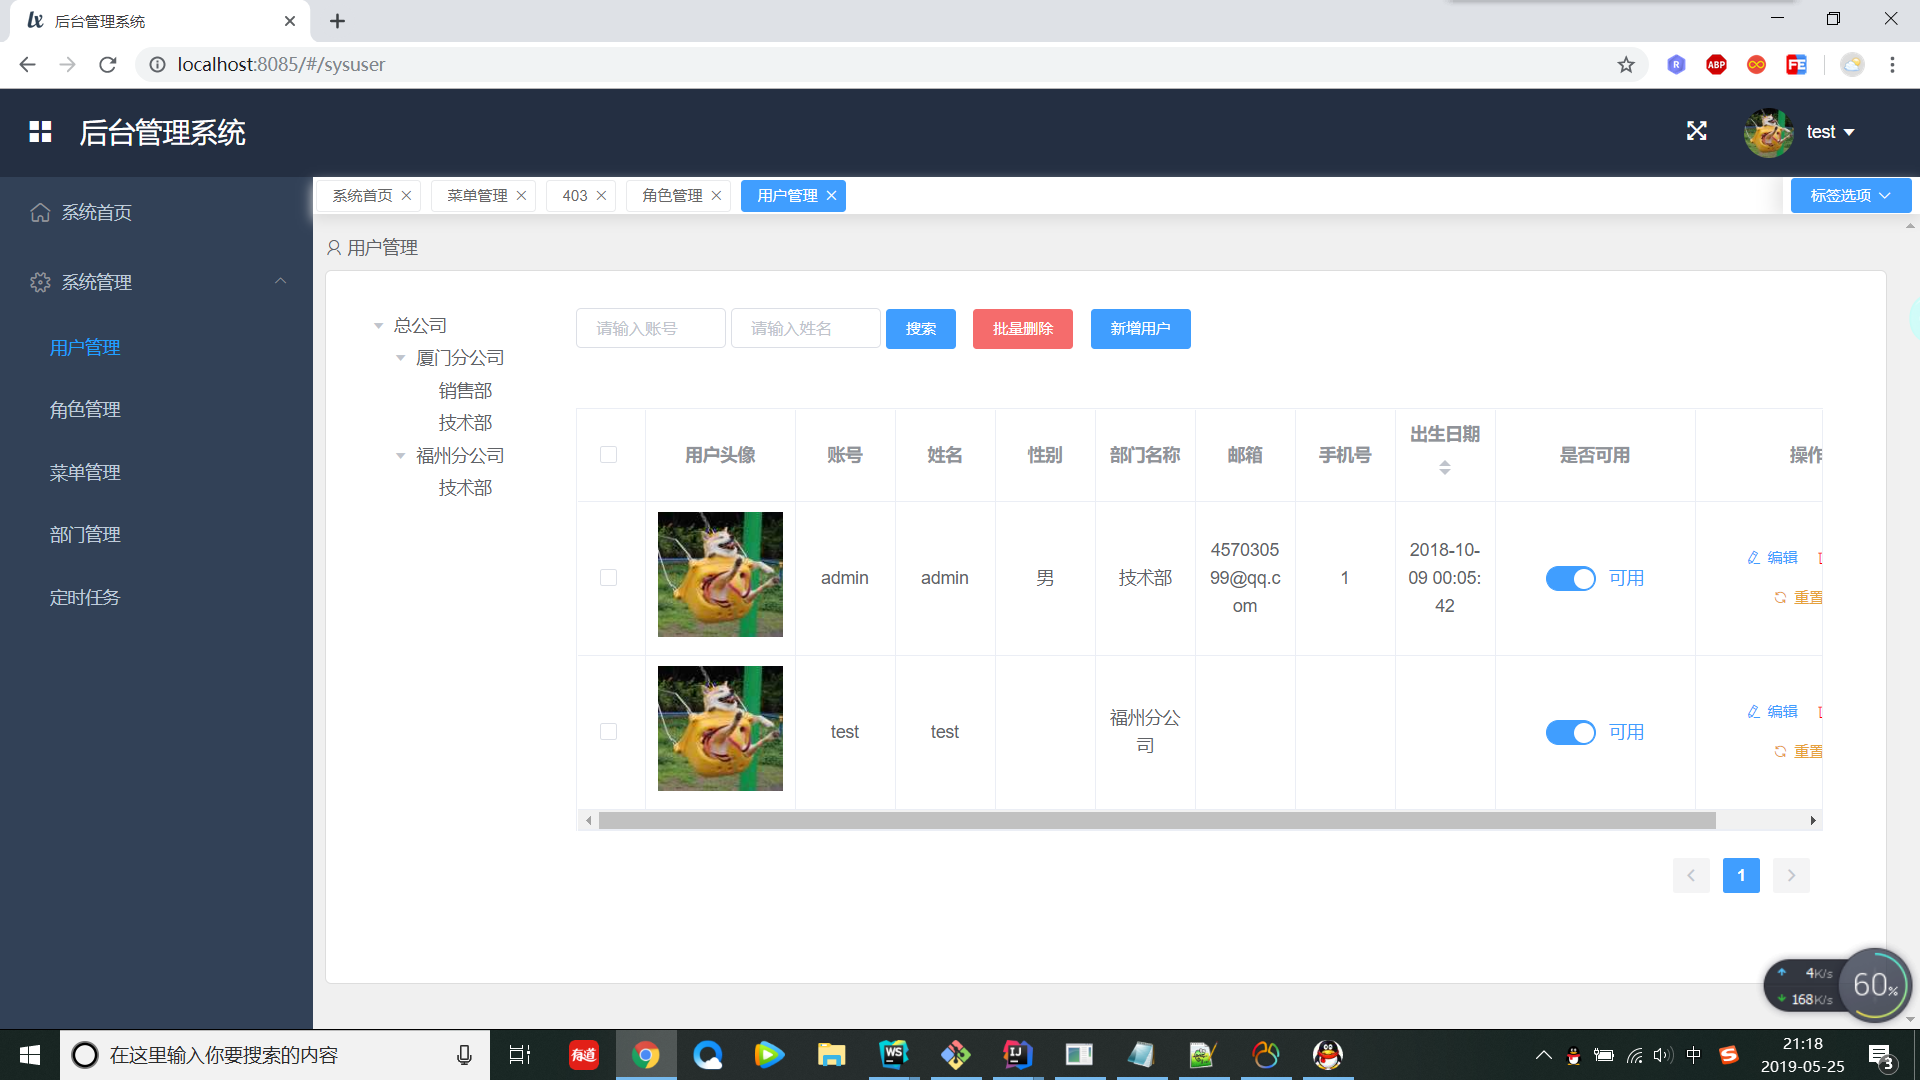 后台管理系统
localhost:8085/#/sysuser
ABP
后台管理系统
test
系统首页
系统管理
用户管理
角色管理
菜单管理
部门管理
定时任务
系统首页 菜单管理 403 角色管理 用户管理 标签选项
用户管理
总公司
厦门分公司
销售部
技术部
福州分公司
技术部
请输入账号 请输入姓名 搜索 批量删除 新增用户
用户头像 账号 姓名 性别 部门名称 邮箱 手机号 出生日期 是否可用 操作
admin admin 男 技术部 4570305
99@qq.c
om 1 2018-10-
09 00:05:
42 可用 编辑
重置
test test 福州分公
司 可用 编辑
重置
1
4K/s
168K/s
60%
在这里输入你要搜索的内容
有道
WS
IJ
中
21:18
2019-05-25
3